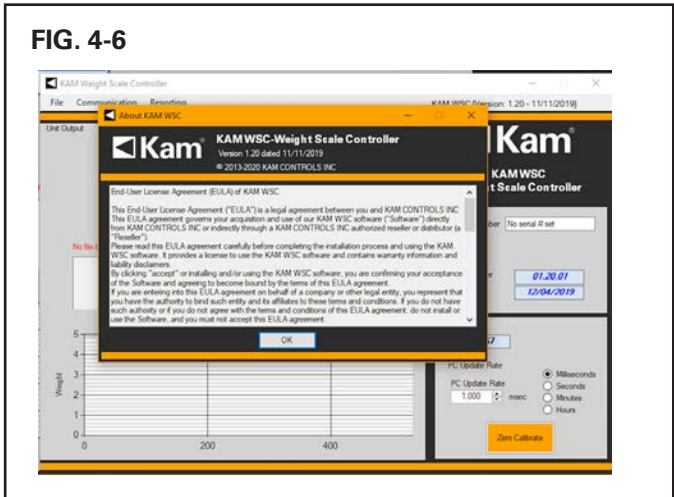 FIG. 4-6
KAM Weight Scale Controller
File Communication Reporting
KAM WSC [Version: 1.20 - 11/11/2019]
About KAM WSC
Unit Output
Kam
KAM WSC-Weight Scale Controller
Version 1.20 dated 11/11/2019
© 2013-2020 KAM CONTROLS INC
Kam
KAM WSC
t Scale Controller
End-User License Agreement (EULA) of KAM WSC
This End-User License Agreement ("EULA") is a legal agreement between you and KAM CONTROLS INC
This EULA agreement governs your acquisition and use of our KAM WSC software ("Software") directly
from KAM CONTROLS INC or indirectly through a KAM CONTROLS INC authorized reseller or distributor (a
"Reseller")
Please read this EULA agreement carefully before completing the installation process and using the KAM
WSC software. It provides a license to use the KAM WSC software and contains warranty information and
liability disclaimers.
By clicking "accept" or installing and/or using the KAM WSC software, you are confirming your acceptance
of the Software and agreeing to become bound by the terms of this EULA agreement.
If you are entering into this EULA agreement on behalf of a company or other legal entity, you represent that
you have the authority to bind such entity and its affiliates to these terms and conditions. If you do not have
such authority or if you do not agree with the terms and conditions of this EULA agreement, do not install or
use the Software, and you must not accept this EULA agreement.
OK
ber No serial # set
No file
01.20.01
12/04/2019
PC Update Rate
PC Update Rate
1.000 msec
Milliseconds
Seconds
Minutes
Hours
Zero Calibrate
Weight
5
4
3
2
1
0
0 200 400